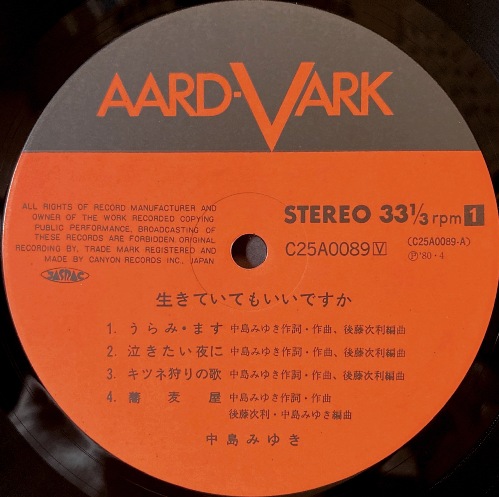 AARD-VARK
ALL RIGHTS OF RECORD MANUFACTURER AND
OWNER OF THE WORK RECORDED COPYING
PUBLIC PERFORMANCE, BROADCASTING OF
THESE RECORDS ARE FORBIDDEN ORIGINAL
RECORDING BY. TRADE MARK REGISTERED AND
MADE BY CANYON RECORDS INC., JAPAN
JASRAC
STEREO 33⅓ rpm 1
C25A0089 V (C25A0089-A)
Ⓟ'80・4
生きていてもいいですか
1. うらみ・ます 中島みゆき作詞・作曲、後藤次利編曲
2. 泣きたい夜に 中島みゆき作詞・作曲、後藤次利編曲
3. キツネ狩りの歌 中島みゆき作詞・作曲、後藤次利編曲
4. 蕎麦屋 中島みゆき作詞・作曲
後藤次利・中島みゆき編曲
中島みゆき